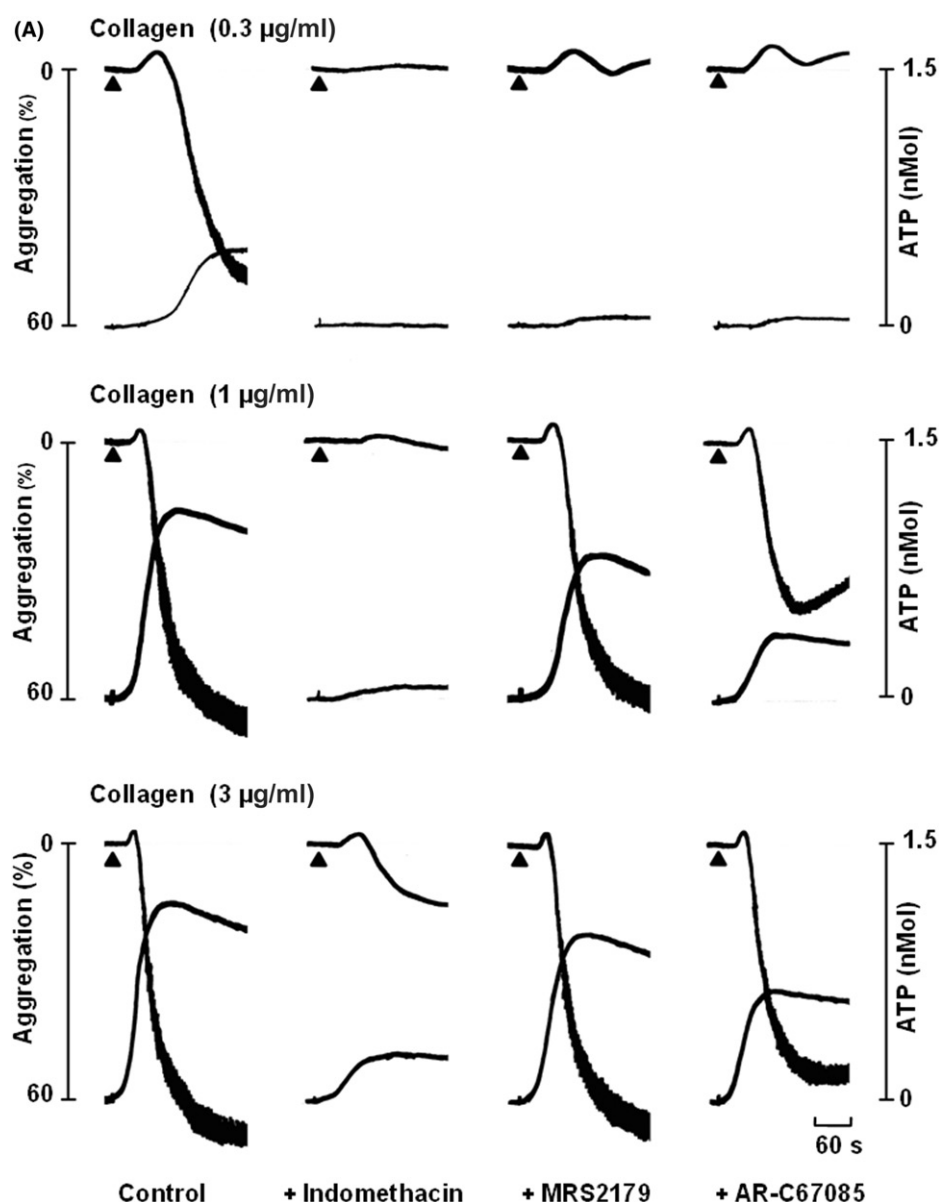 (A) Collagen (0.3 µg/ml)
0
60
Aggregation (%)
1.5
0
ATP (nMol)
Collagen (1 µg/ml)
0
60
Aggregation (%)
1.5
0
ATP (nMol)
Collagen (3 µg/ml)
0
60
Aggregation (%)
1.5
0
ATP (nMol)
60 s
Control + Indomethacin + MRS2179 + AR-C67085